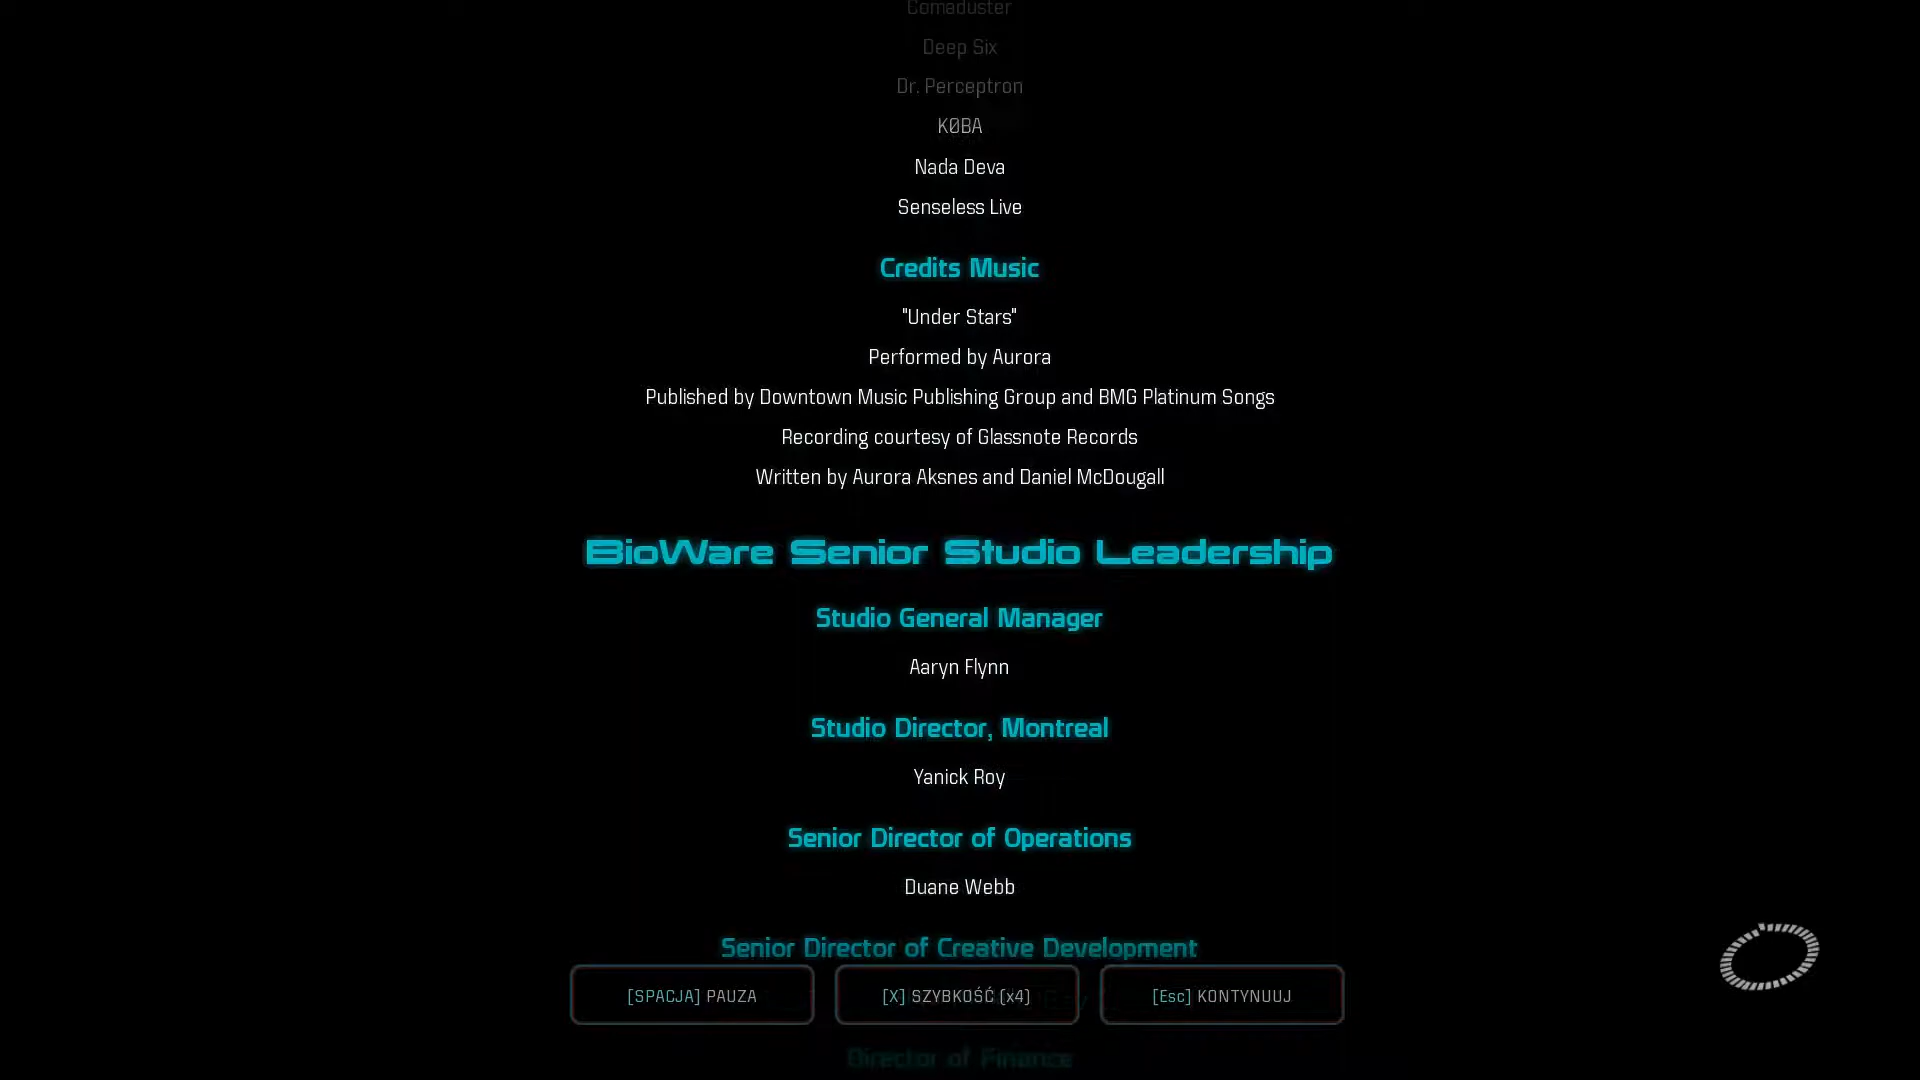 Comaduster
Deep Six
Dr. Perceptron
KØBA
Nada Deva
Senseless Live
Credits Music
"Under Stars"
Performed by Aurora
Published by Downtown Music Publishing Group and BMG Platinum Songs
Recording courtesy of Glassnote Records
Written by Aurora Aksnes and Daniel McDougall
BioWare Senior Studio Leadership
Studio General Manager
Aaryn Flynn
Studio Director, Montreal
Yanick Roy
Senior Director of Operations
Duane Webb
Senior Director of Creative Development
[SPACJA] PAUZA
[X] SZYBKOŚĆ (x4)
[Esc] KONTYNUUJ
Director of Finance